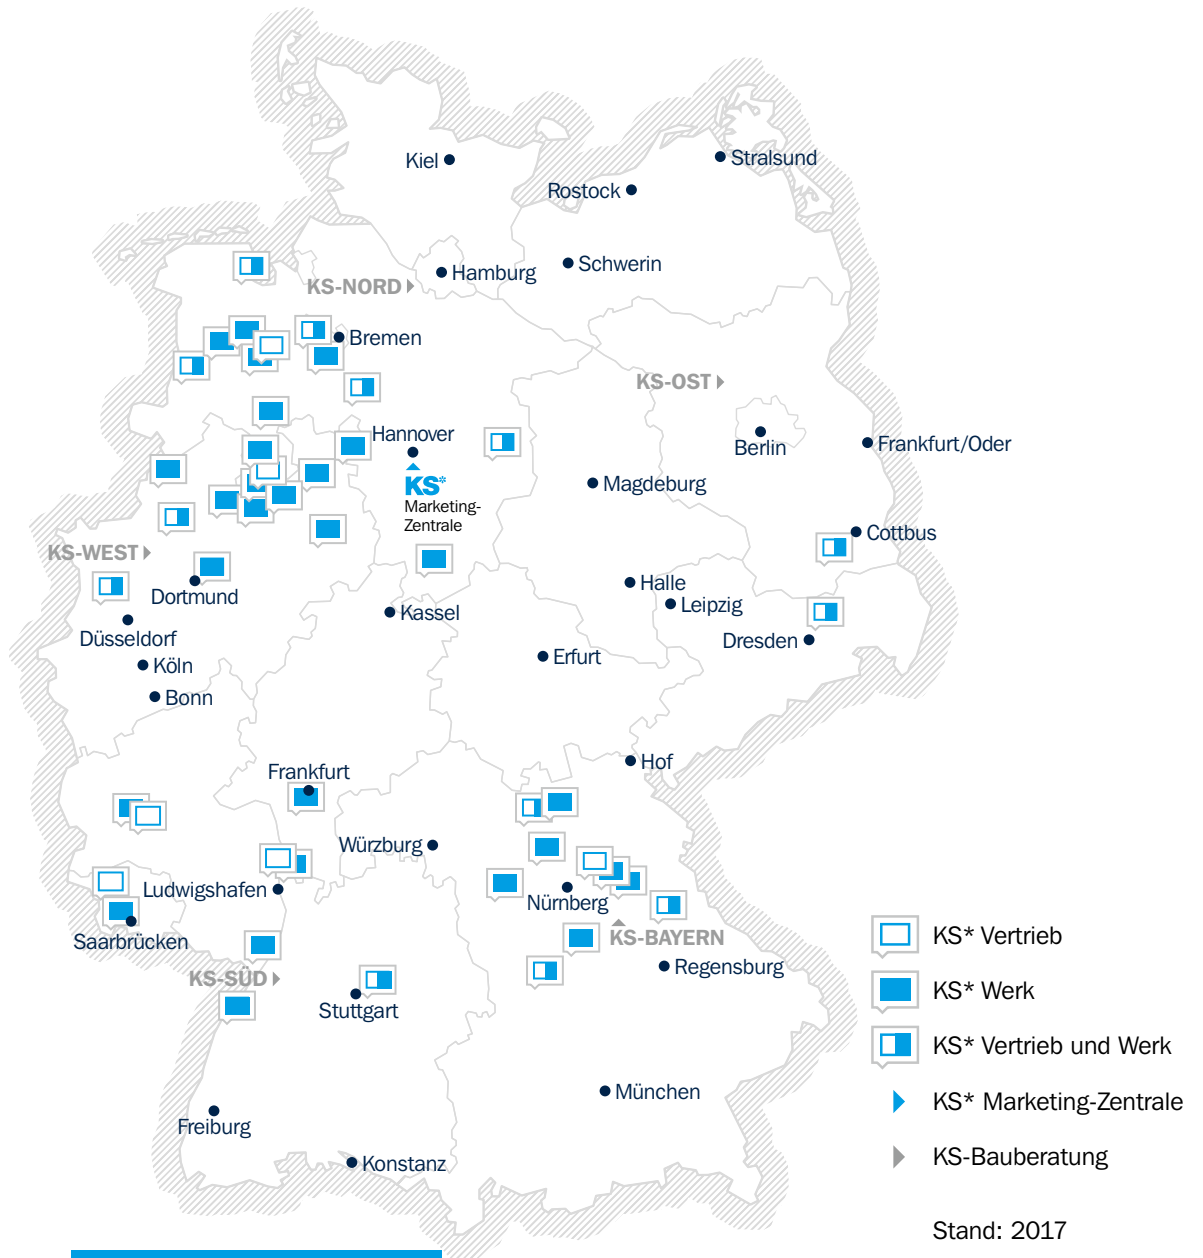 Kiel
Stralsund
Rostock
Schwerin
Hamburg
KS-NORD
Bremen
KS-OST
Hannover
Berlin
Frankfurt/Oder
KS*
Marketing-
Zentrale
Magdeburg
Cottbus
KS-WEST
Dortmund
Halle
Leipzig
Kassel
Düsseldorf
Dresden
Erfurt
Köln
Bonn
Hof
Frankfurt
Würzburg
Ludwigshafen
Nürnberg
Saarbrücken
KS-BAYERN
Regensburg
KS-SÜD
Stuttgart
München
Freiburg
Konstanz
KS* Vertrieb
KS* Werk
KS* Vertrieb und Werk
KS* Marketing-Zentrale
KS-Bauberatung
Stand: 2017